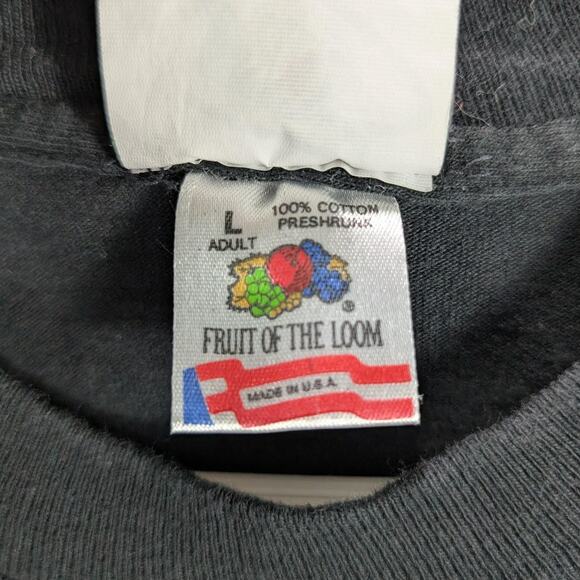 L
ADULT
100% COTTON
PRESHRUNK
®
FRUIT OF THE LOOM
MADE IN U.S.A.